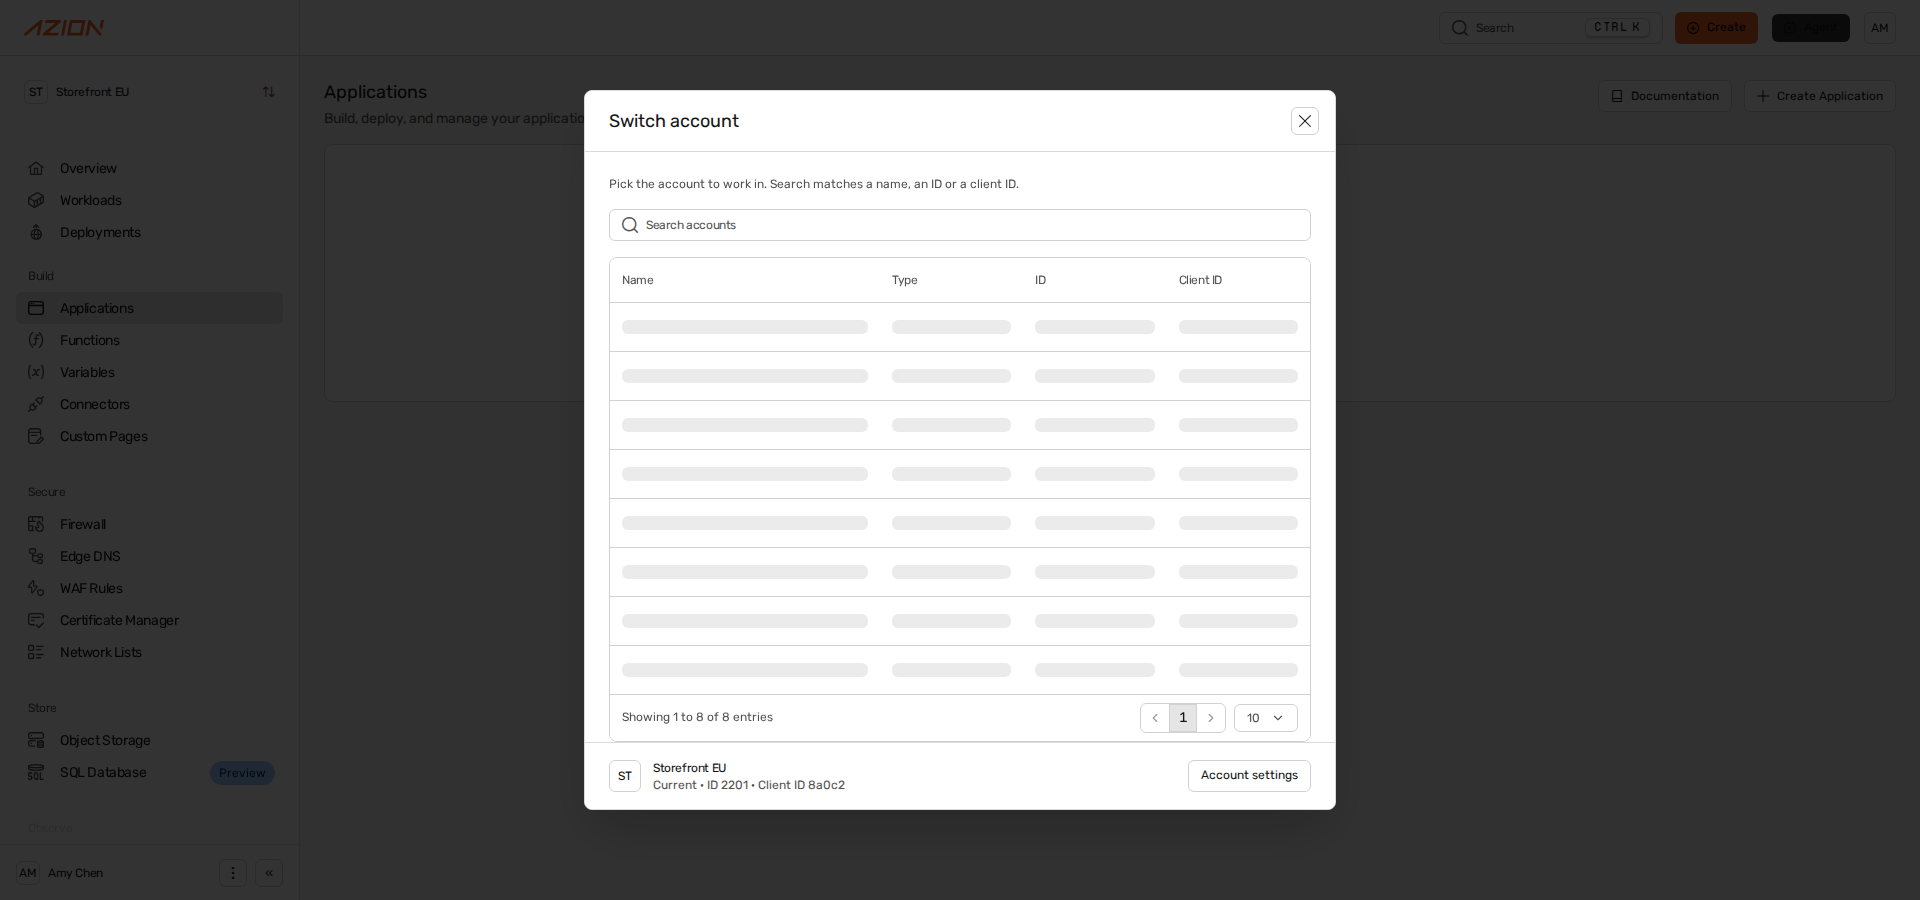 AZION
Search
CTRL K
Create
Agent
AM
ST
Storefront EU
Applications
Build, deploy, and manage your applicatio
Documentation
Create Application
Overview
Workloads
Deployments
Build
Applications
Functions
Variables
Connectors
Custom Pages
Secure
Firewall
Edge DNS
WAF Rules
Certificate Manager
Network Lists
Store
Object Storage
SQL Database
Preview
Observe
AM
Amy Chen
Switch account
Pick the account to work in. Search matches a name, an ID or a client ID.
Search accounts
Name
Type
ID
Client ID
Showing 1 to 8 of 8 entries
1
10
ST
Storefront EU
Current • ID 2201 • Client ID 8a0c2
Account settings